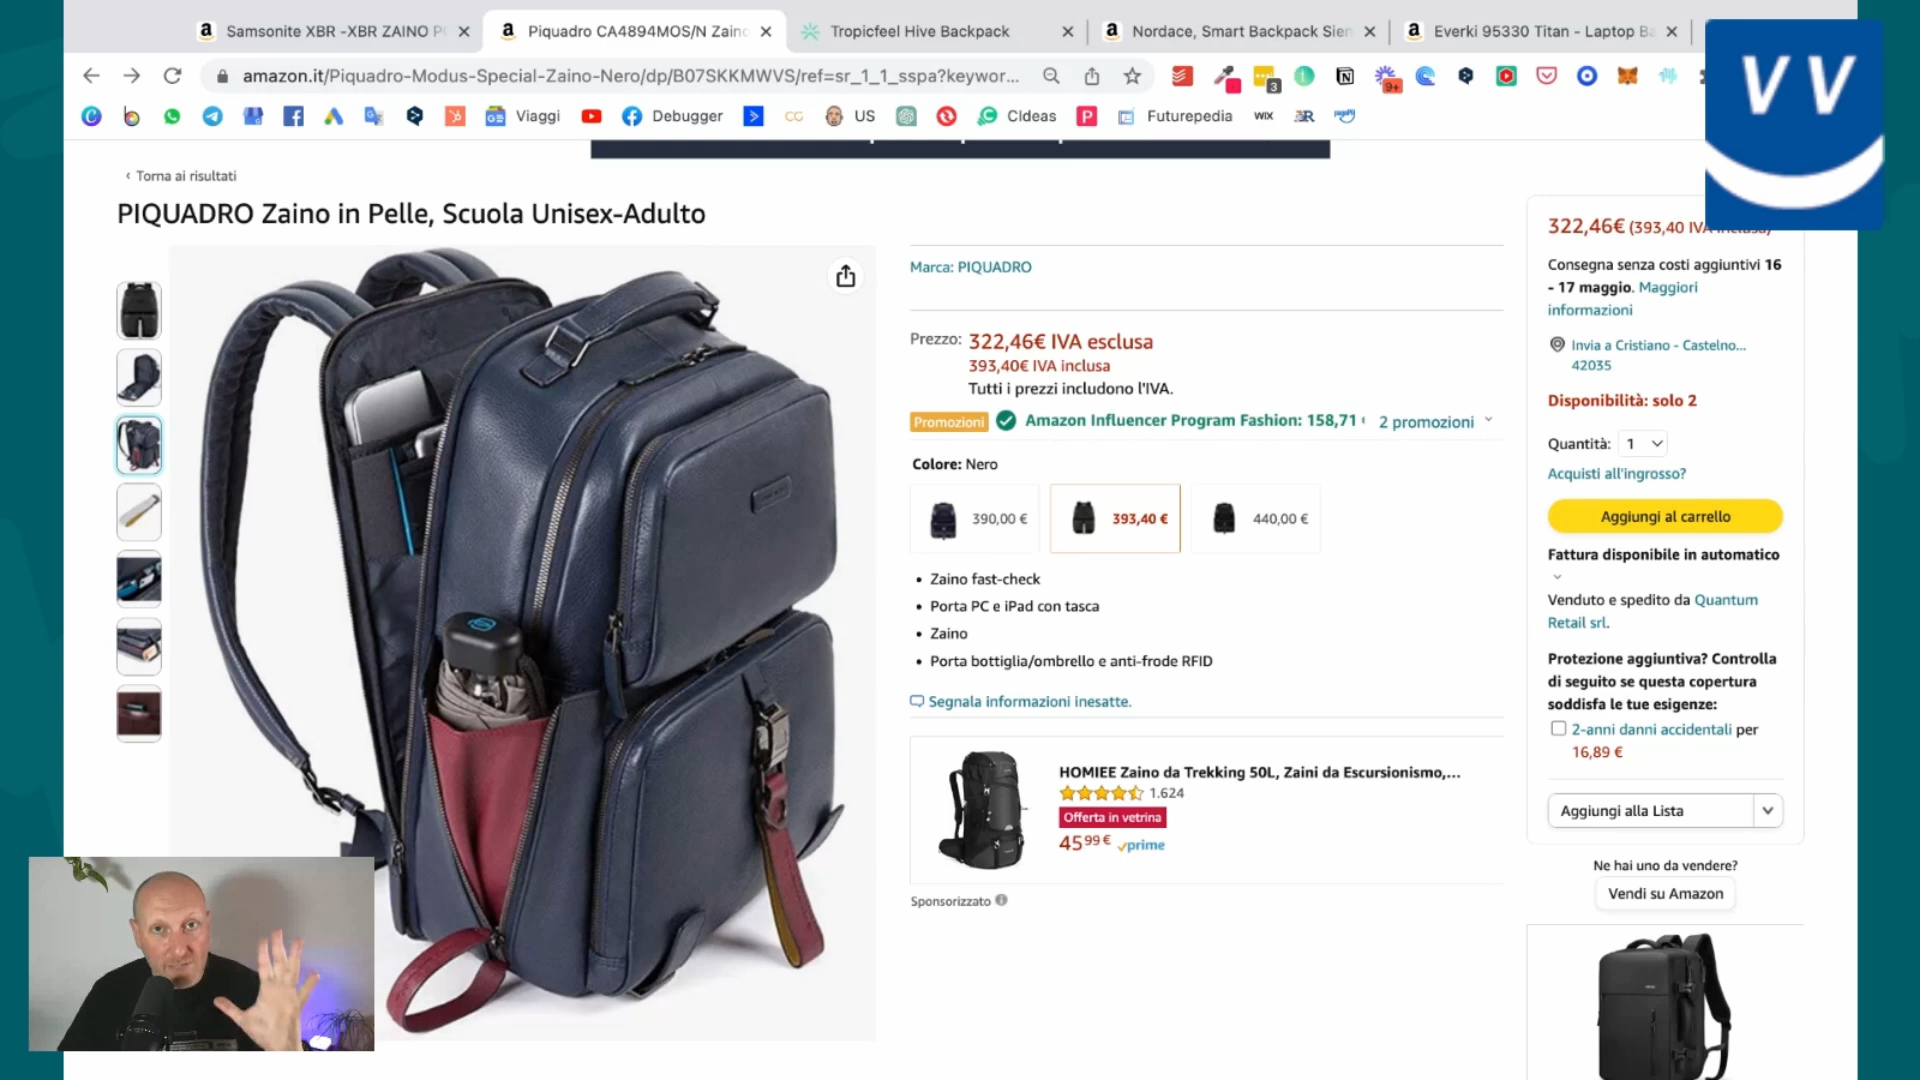 Samsonite XBR -XBR ZAINO P
Piquadro CA4894MOS/N Zaino
Tropicfeel Hive Backpack
Nordace, Smart Backpack Sien
Everki 95330 Titan - Laptop Ba
amazon.it/Piquadro-Modus-Special-Zaino-Nero/dp/B07SKKMWVS/ref=sr_1_1_sspa?keywor...
3
9+
Viaggi
Debugger
CG
US
CIdeas
Futurepedia
WIX
VV
‹ Torna ai risultati
PIQUADRO Zaino in Pelle, Scuola Unisex-Adulto
Marca: PIQUADRO
Prezzo: 322,46€ IVA esclusa
393,40€ IVA inclusa
Tutti i prezzi includono l'IVA.
Promozioni Amazon Influencer Program Fashion: 158,71 2 promozioni
Colore: Nero
390,00 €
393,40 €
440,00 €
• Zaino fast-check
• Porta PC e iPad con tasca
• Zaino
• Porta bottiglia/ombrello e anti-frode RFID
Segnala informazioni inesatte.
HOMIEE Zaino da Trekking 50L, Zaini da Escursionismo,...
1.624
Offerta in vetrina
45 99 € prime
Sponsorizzato
322,46€ (393,40 IVA inclusa)
Consegna senza costi aggiuntivi 16
- 17 maggio. Maggiori
informazioni
Invia a Cristiano - Castelno...
42035
Disponibilità: solo 2
Quantità: 1
Acquisti all'ingrosso?
Aggiungi al carrello
Fattura disponibile in automatico
Venduto e spedito da Quantum
Retail srl.
Protezione aggiuntiva? Controlla
di seguito se questa copertura
soddisfa le tue esigenze:
2-anni danni accidentali per
16,89 €
Aggiungi alla Lista
Ne hai uno da vendere?
Vendi su Amazon